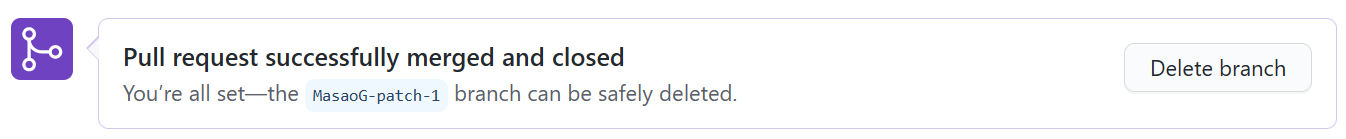 Pull request successfully merged and closed
You’re all set—the MasaoG-patch-1 branch can be safely deleted.
Delete branch